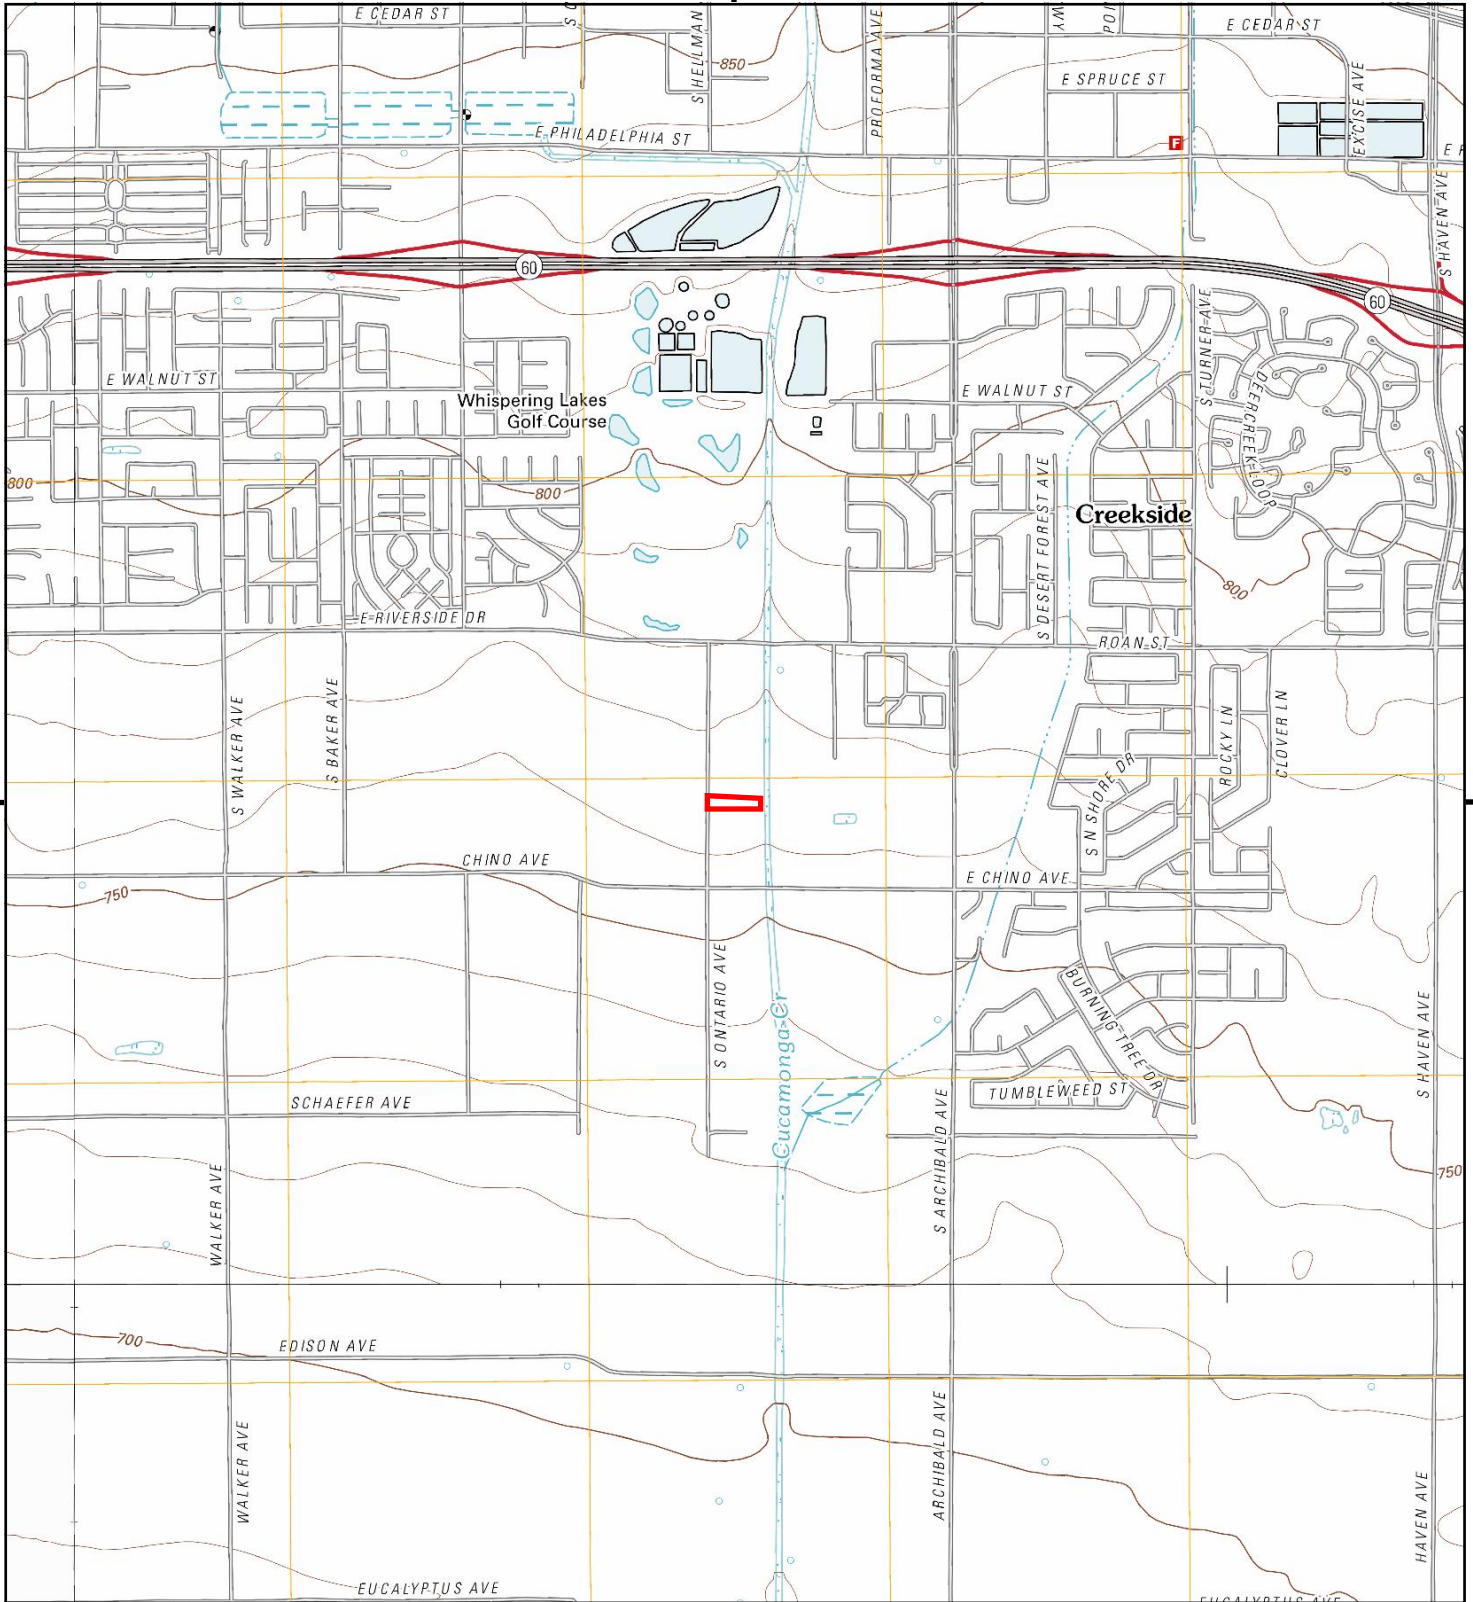 E CEDAR ST
S HELLMAN
PROFORMA AVE
WY
POI
E CEDAR ST
850
E SPRUCE ST
EXCISE AVE
E PHILADELPHIA ST
F
S HAVEN AVE
60
60
E WALNUT ST
Whispering Lakes
Golf Course
E WALNUT ST
S TURNER AVE
DEERCREEK LOOP
800
800
S DESERT FOREST AVE
Creekside
800
E RIVERSIDE DR
ROAN ST
S WALKER AVE
S BAKER AVE
S N SHORE DR
ROCKY LN
CLOVER LN
CHINO AVE
E CHINO AVE
750
S ONTARIO AVE
Cucamonga Cr
BURNING TREE DR
S HAVEN AVE
SCHAEFER AVE
TUMBLEWEED ST
S ARCHIBALD AVE
750
WALKER AVE
700
EDISON AVE
WALKER AVE
ARCHIBALD AVE
HAVEN AVE
EUCALYPTUS AVE
EUCALYPTUS AVE